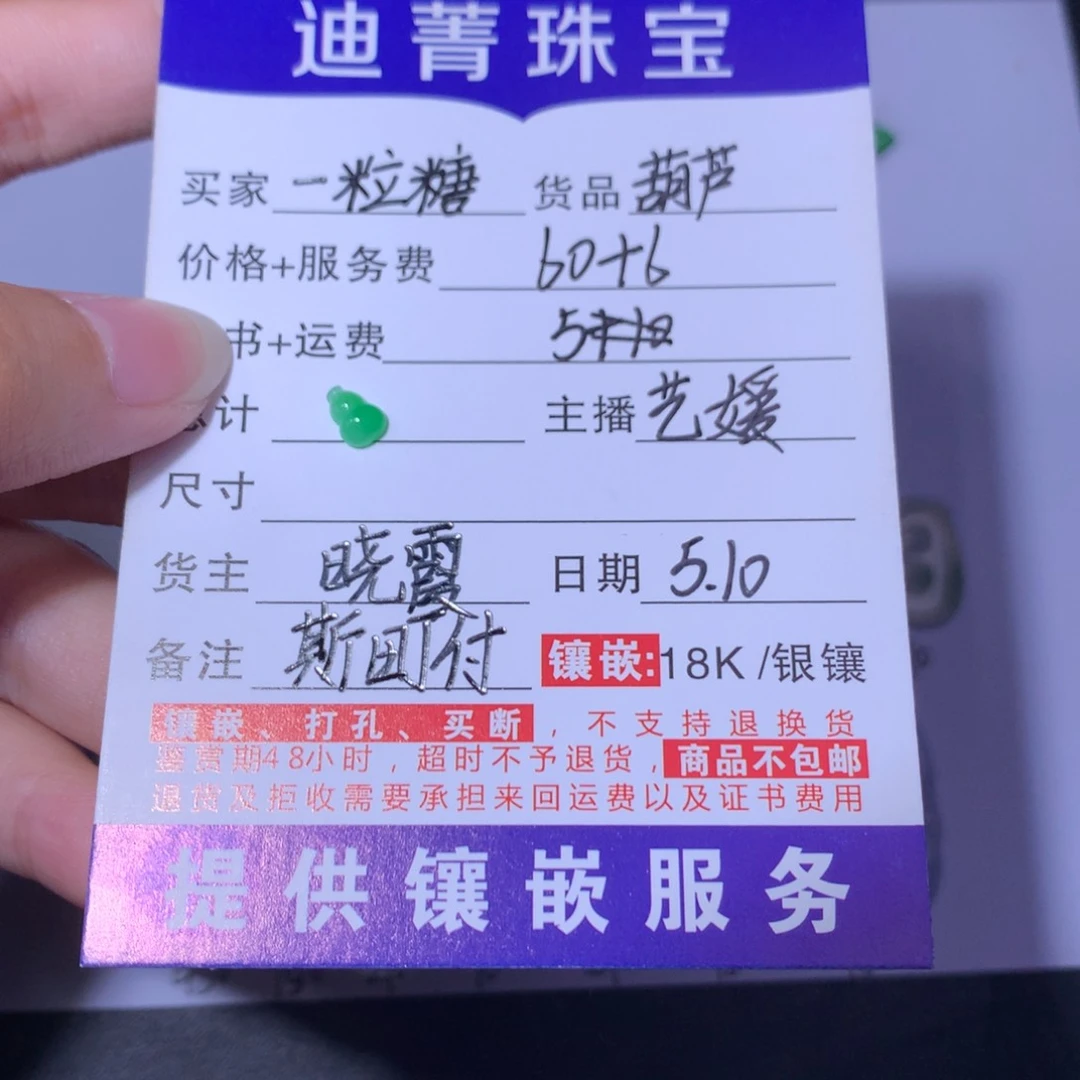 迪菁珠宝
买家 一粒糖 货品 葫芦
价格+服务费 60+6
书+运费
计 主播 艺媛
尺寸
货主 晓霞 日期 5.10
备注 斯田付 镶嵌:18K/银镶
镶嵌、打孔、买断,不支持退换货
鉴赏期48小时,超时不予退货,商品不包邮
退货及拒收需要承担来回运费以及证书费用
提供镶嵌服务